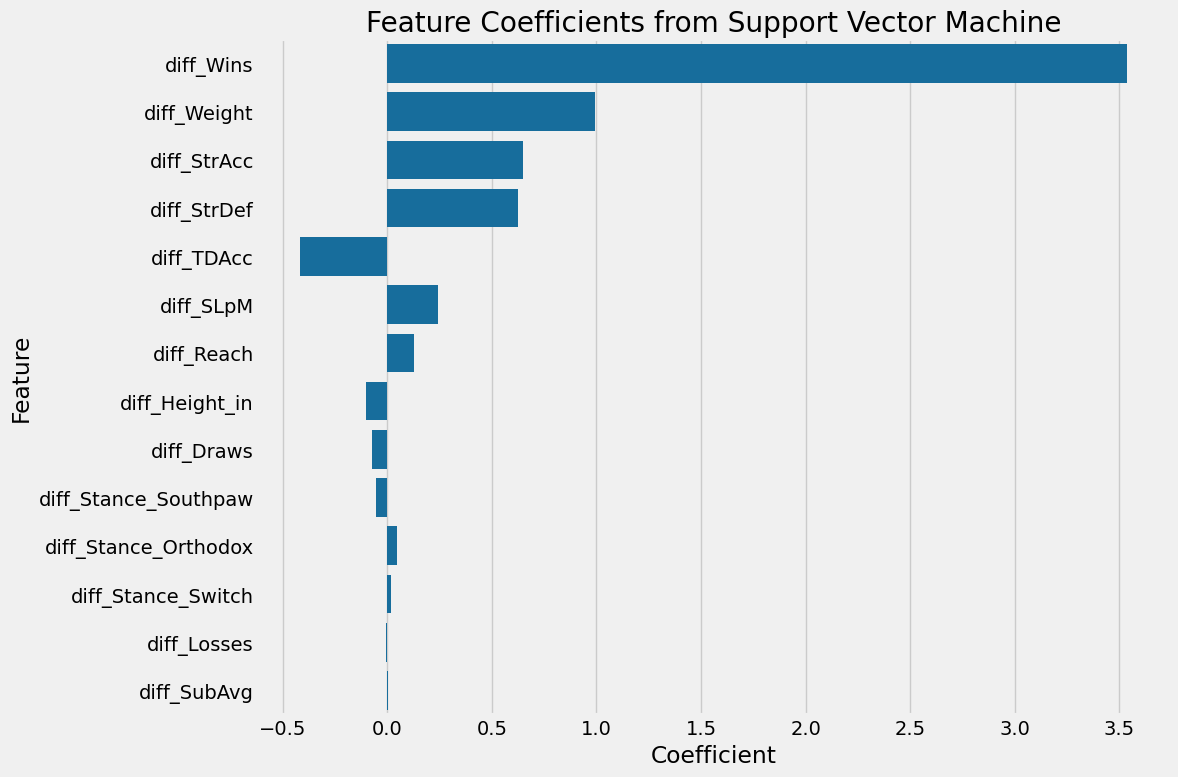 Feature Coefficients from Support Vector Machine
diff_Wins
diff_Weight
diff_StrAcc
diff_StrDef
diff_TDAcc
diff_SLpM
diff_Reach
diff_Height_in
diff_Draws
diff_Stance_Southpaw
diff_Stance_Orthodox
diff_Stance_Switch
diff_Losses
diff_SubAvg
Feature
−0.5 0.0 0.5 1.0 1.5 2.0 2.5 3.0 3.5
Coefficient